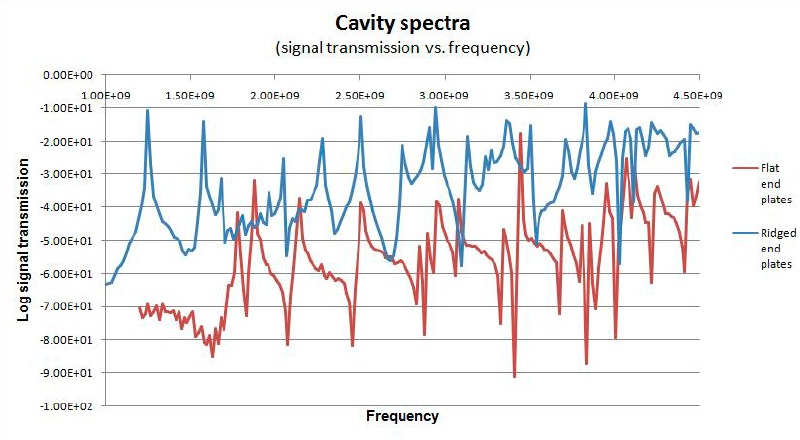 Cavity spectra
(signal transmission vs. frequency)
0.00E+00
1.00E+09 1.50E+09 2.00E+09 2.50E+09 3.00E+09 3.50E+09 4.00E+09 4.50E+09
-1.00E+01
-2.00E+01
-3.00E+01
-4.00E+01
-5.00E+01
-6.00E+01
-7.00E+01
-8.00E+01
-9.00E+01
-1.00E+02
Log signal transmission
Frequency
Flat
end
plates
Ridged
end
plates